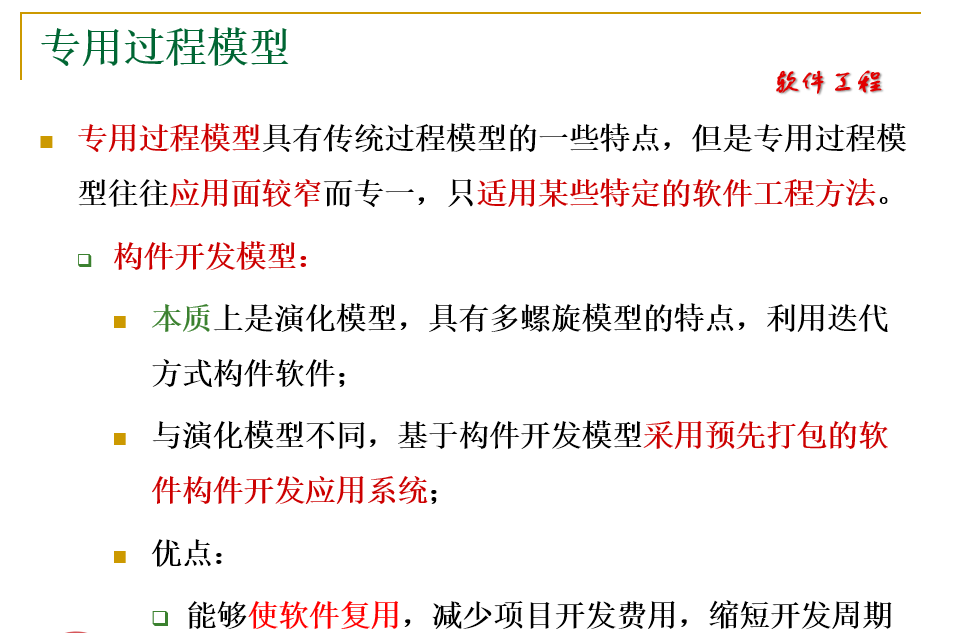 专用过程模型
软件工程
专用过程模型具有传统过程模型的一些特点，但是专用过程模
型往往应用面较窄而专一，只适用某些特定的软件工程方法。
构件开发模型：
本质上是演化模型，具有多螺旋模型的特点，利用迭代
方式构件软件；
与演化模型不同，基于构件开发模型采用预先打包的软
件构件开发应用系统；
优点：
能够使软件复用，减少项目开发费用，缩短开发周期